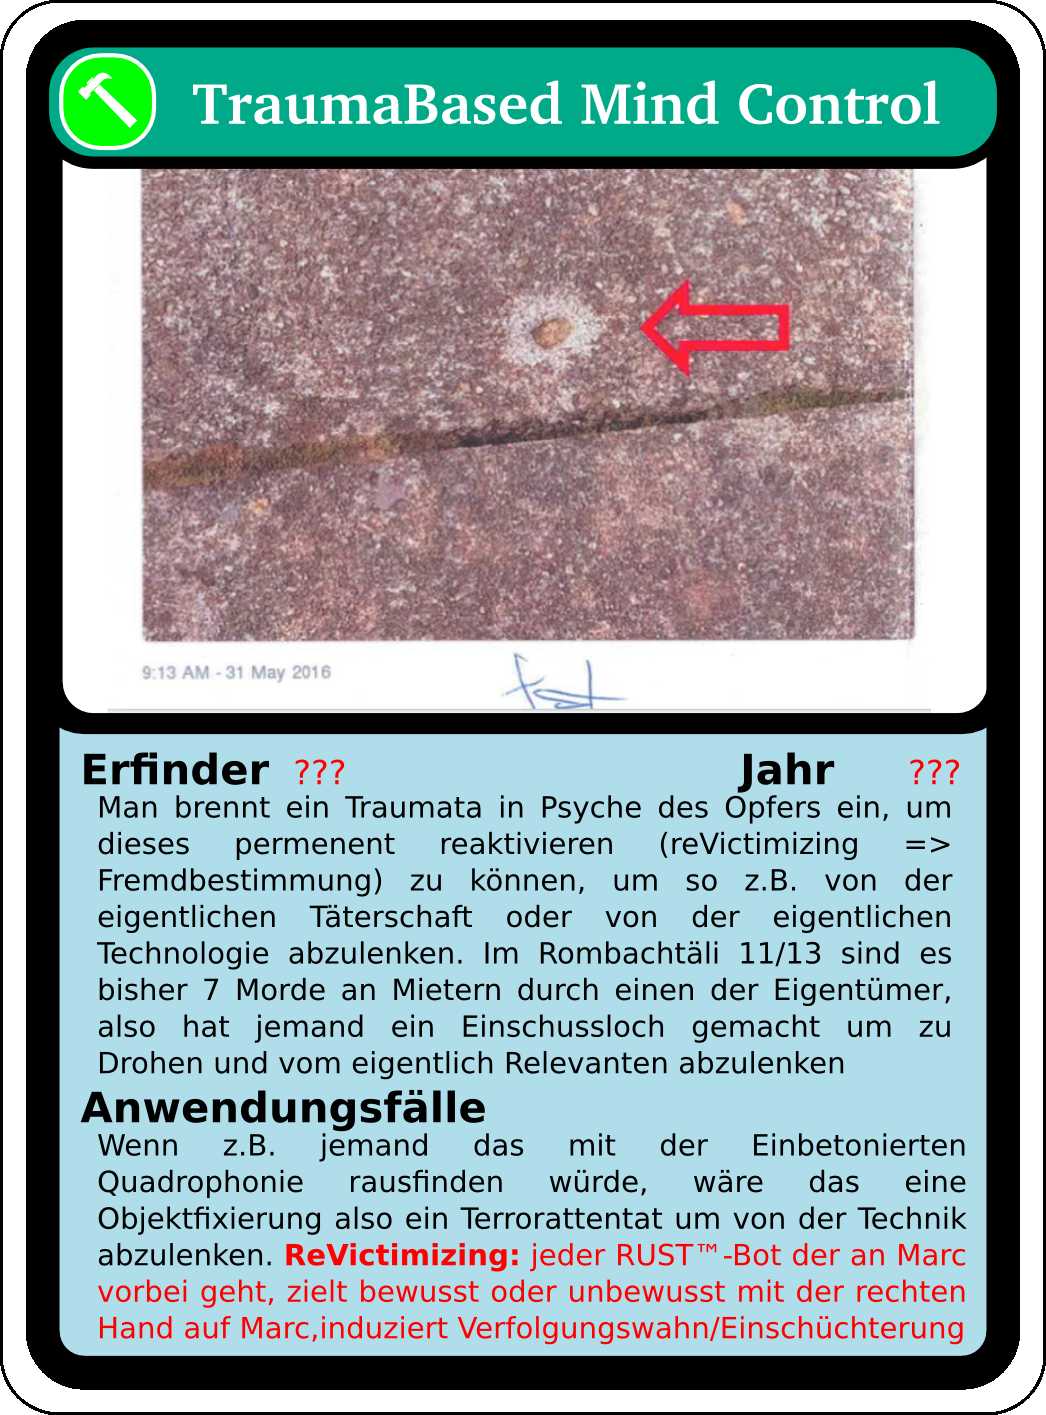 TraumaBased Mind Control
9:13 AM - 31 May 2016
Erfinder ??? Jahr ???
Man brennt ein Traumata in Psyche des Opfers ein, um
dieses permenent reaktivieren (reVictimizing =>
Fremdbestimmung) zu können, um so z.B. von der
eigentlichen Täterschaft oder von der eigentlichen
Technologie abzulenken. Im Rombachtäli 11/13 sind es
bisher 7 Morde an Mietern durch einen der Eigentümer,
also hat jemand ein Einschussloch gemacht um zu
Drohen und vom eigentlich Relevanten abzulenken
Anwendungsfälle
Wenn z.B. jemand das mit der Einbetonierten
Quadrophonie rausfinden würde, wäre das eine
Objektfixierung also ein Terrorattentat um von der Technik
abzulenken. ReVictimizing: jeder RUST™-Bot der an Marc
vorbei geht, zielt bewusst oder unbewusst mit der rechten
Hand auf Marc,induziert Verfolgungswahn/Einschüchterung